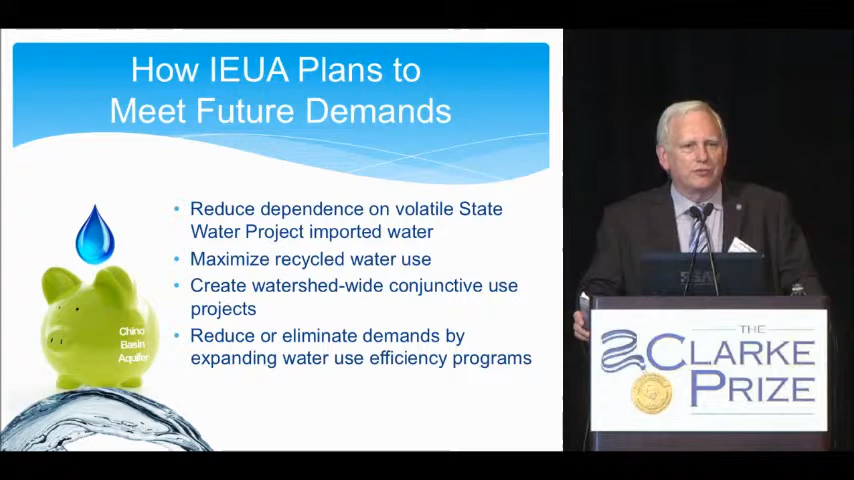 How IEUA Plans to
Meet Future Demands
• Reduce dependence on volatile State
Water Project imported water
• Maximize recycled water use
• Create watershed-wide conjunctive use
projects
• Reduce or eliminate demands by
expanding water use efficiency programs
Chino
Basin
Aquifer
THE
CLARKE
PRIZE